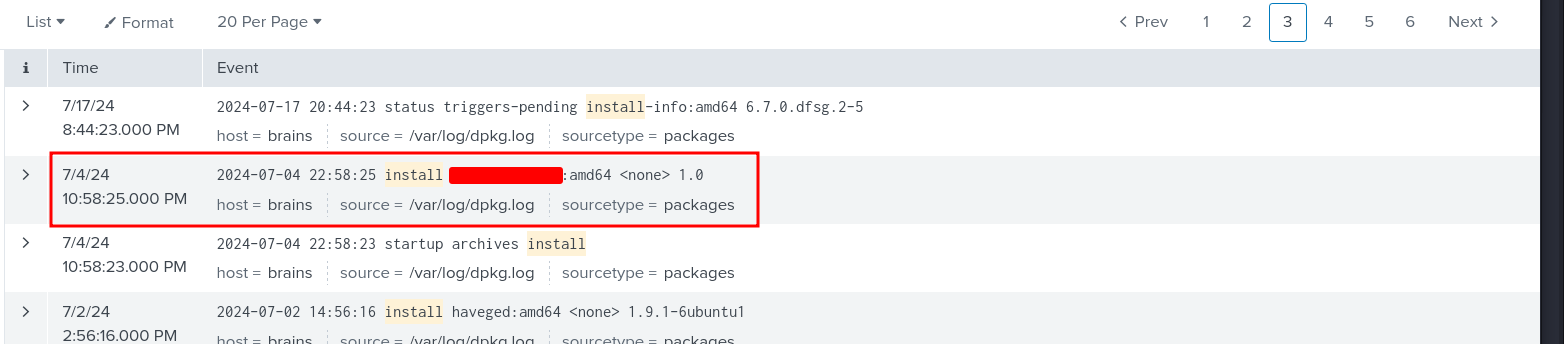 List Format 20 Per Page Prev 1 2 3 4 5 6 Next
i Time Event
7/17/24 2024-07-17 20:44:23 status triggers-pending install-info:amd64 6.7.0.dfsg.2-5
8:44:23.000 PM host = brains source = /var/log/dpkg.log sourcetype = packages
7/4/24 2024-07-04 22:58:25 install :amd64 <none> 1.0
10:58:25.000 PM host = brains source = /var/log/dpkg.log sourcetype = packages
7/4/24 2024-07-04 22:58:23 startup archives install
10:58:23.000 PM host = brains source = /var/log/dpkg.log sourcetype = packages
7/2/24 2024-07-02 14:56:16 install haveged:amd64 <none> 1.9.1-6ubuntu1
2:56:16.000 PM host = brains source = /var/log/dpkg.log sourcetype = packages